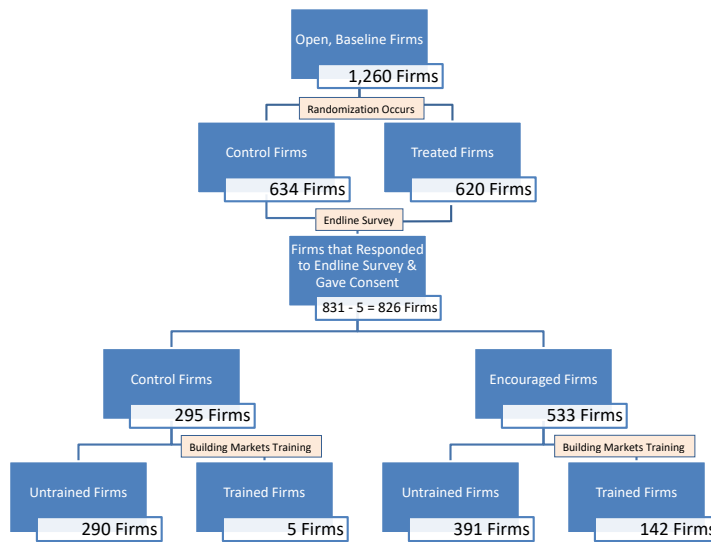 Open, Baseline Firms
1,260 Firms
Randomization Occurs
Control Firms
634 Firms
Treated Firms
620 Firms
Endline Survey
Firms that Responded
to Endline Survey &
Gave Consent
831 - 5 = 826 Firms
Control Firms
295 Firms
Encouraged Firms
533 Firms
Building Markets Training
Building Markets Training
Untrained Firms
290 Firms
Trained Firms
5 Firms
Untrained Firms
391 Firms
Trained Firms
142 Firms